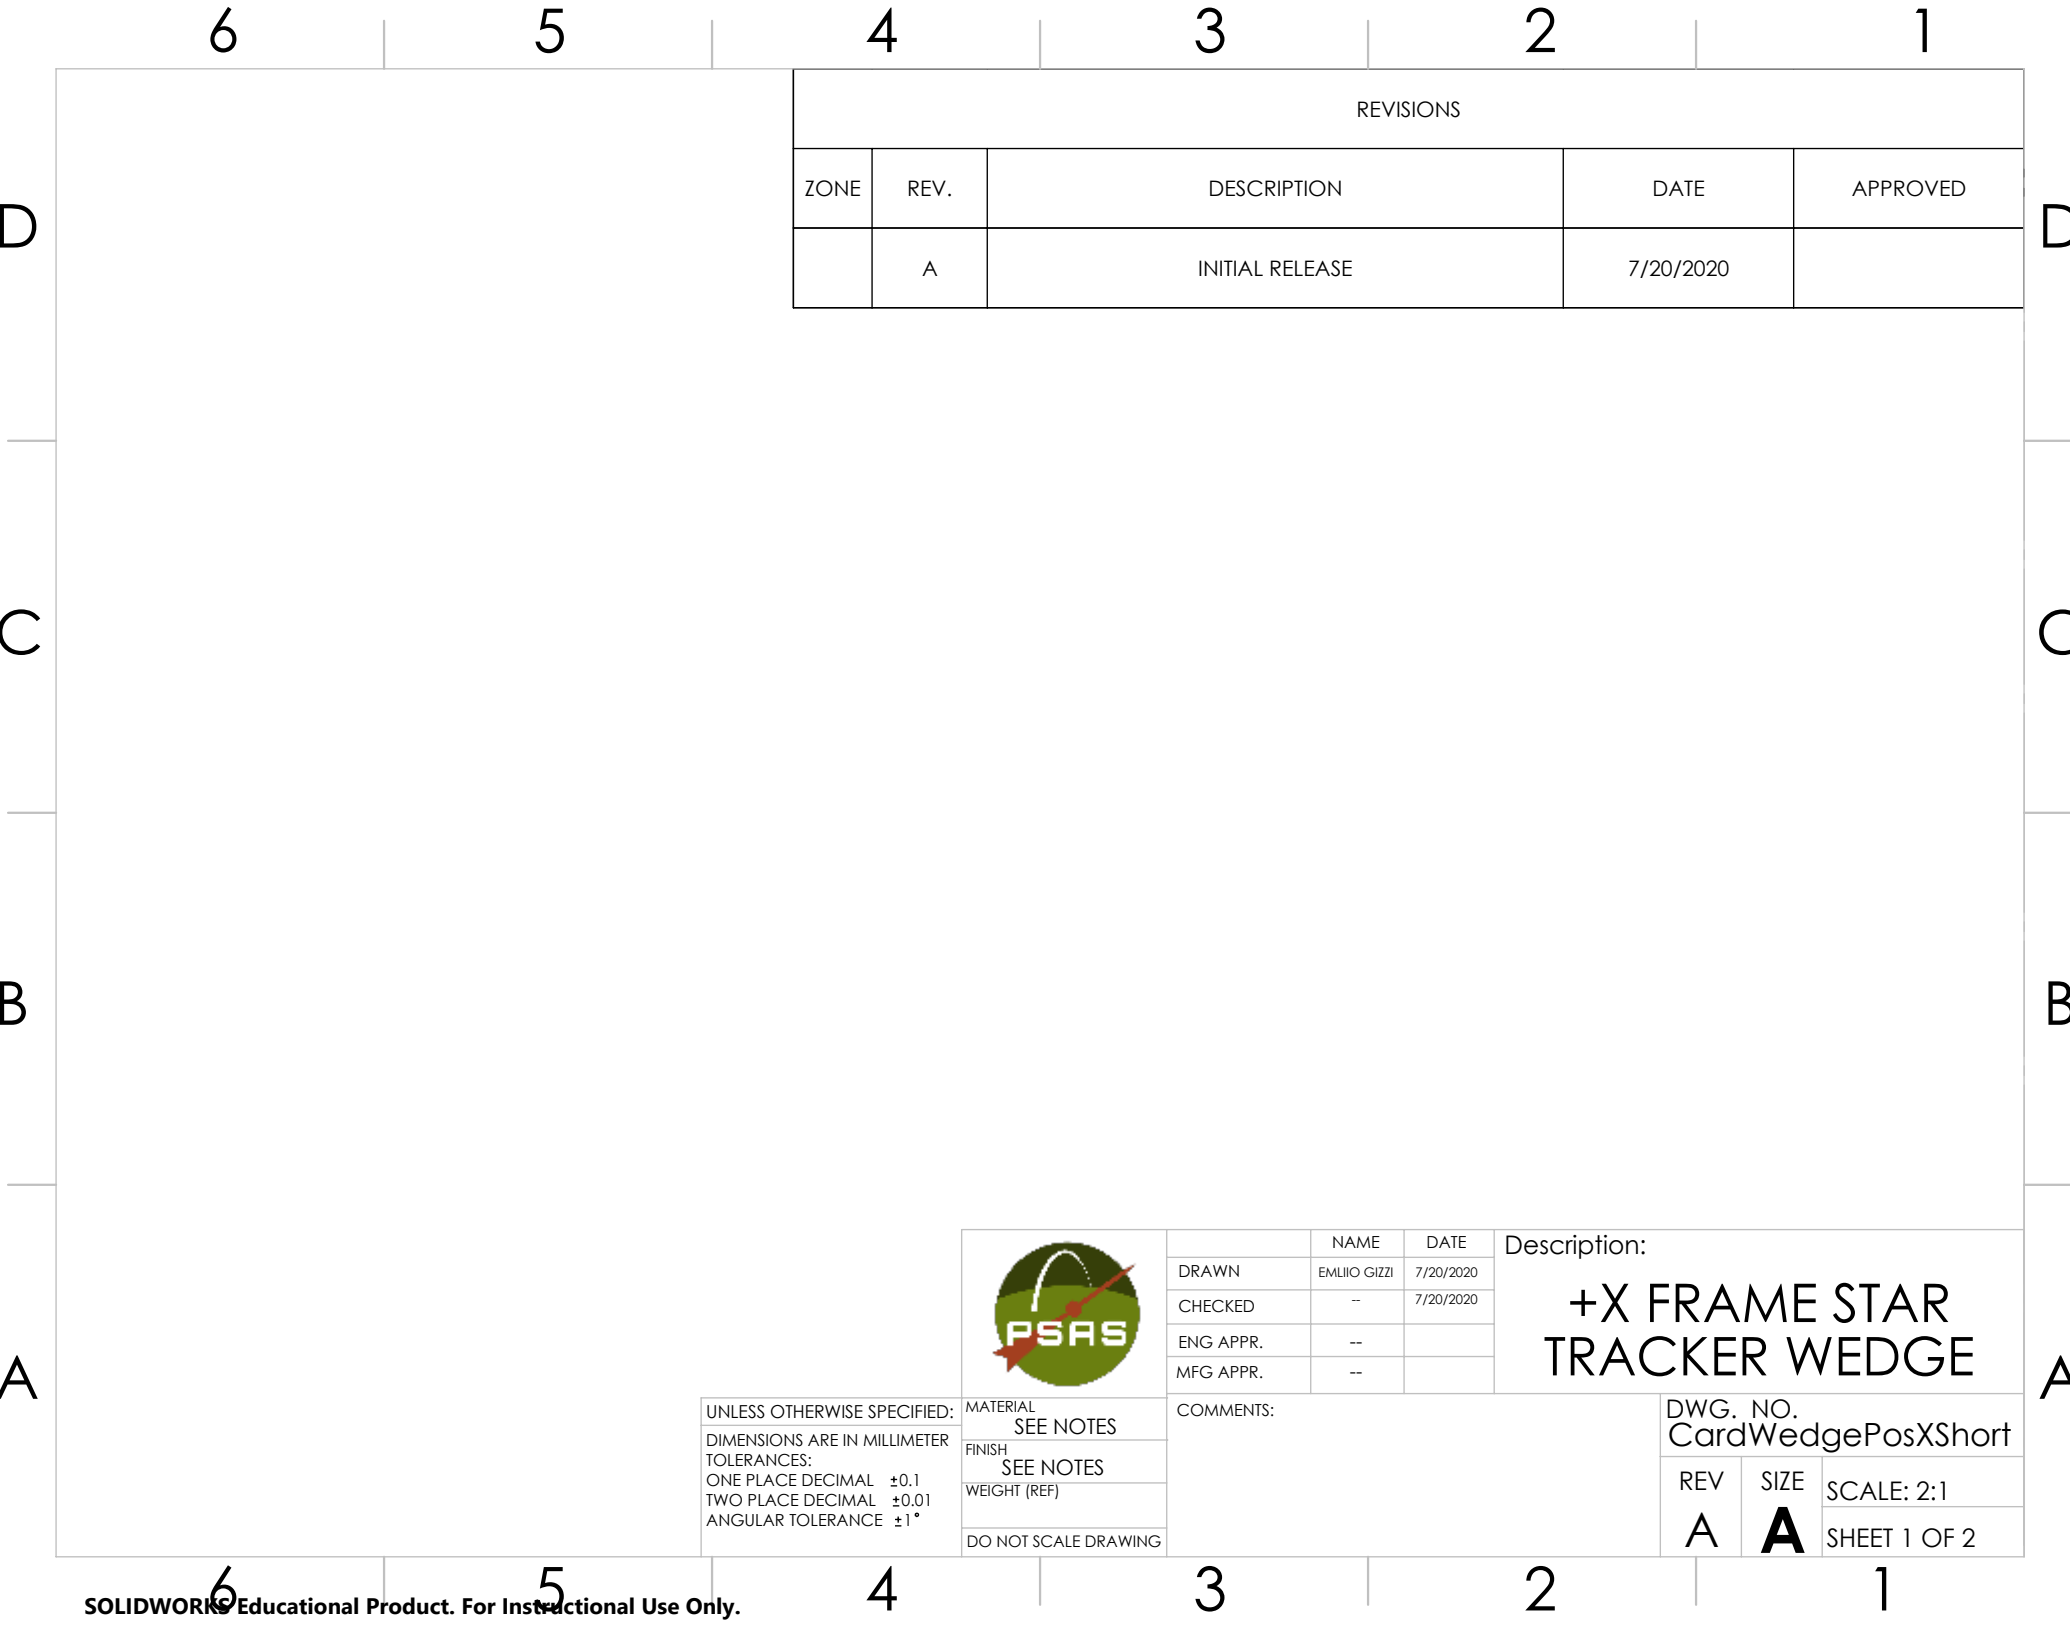 6 5 4 3 2 1
REVISIONS
ZONE REV. DESCRIPTION DATE APPROVED
A INITIAL RELEASE 7/20/2020
D D
C C
B B
A A
PSAS
NAME DATE
DRAWN EMLIIO GIZZI 7/20/2020
CHECKED -- 7/20/2020
ENG APPR. --
MFG APPR. --
Description:
+X FRAME STAR
TRACKER WEDGE
UNLESS OTHERWISE SPECIFIED:
DIMENSIONS ARE IN MILLIMETER
TOLERANCES:
ONE PLACE DECIMAL ±0.1
TWO PLACE DECIMAL ±0.01
ANGULAR TOLERANCE ±1°
MATERIAL
SEE NOTES
FINISH
SEE NOTES
WEIGHT (REF)
DO NOT SCALE DRAWING
COMMENTS:
DWG. NO.
CardWedgePosXShort
REV
A
SIZE
A
SCALE: 2:1
SHEET 1 OF 2
6 5 4 3 2 1
SOLIDWORKS Educational Product. For Instructional Use Only.